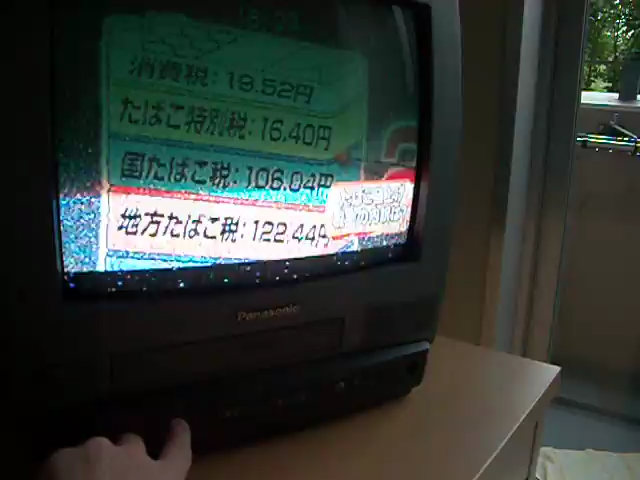 消費税:19.52円
たばこ特別税:16.40円
国たばこ税:106.04円
地方たばこ税:122.44円
Panasonic